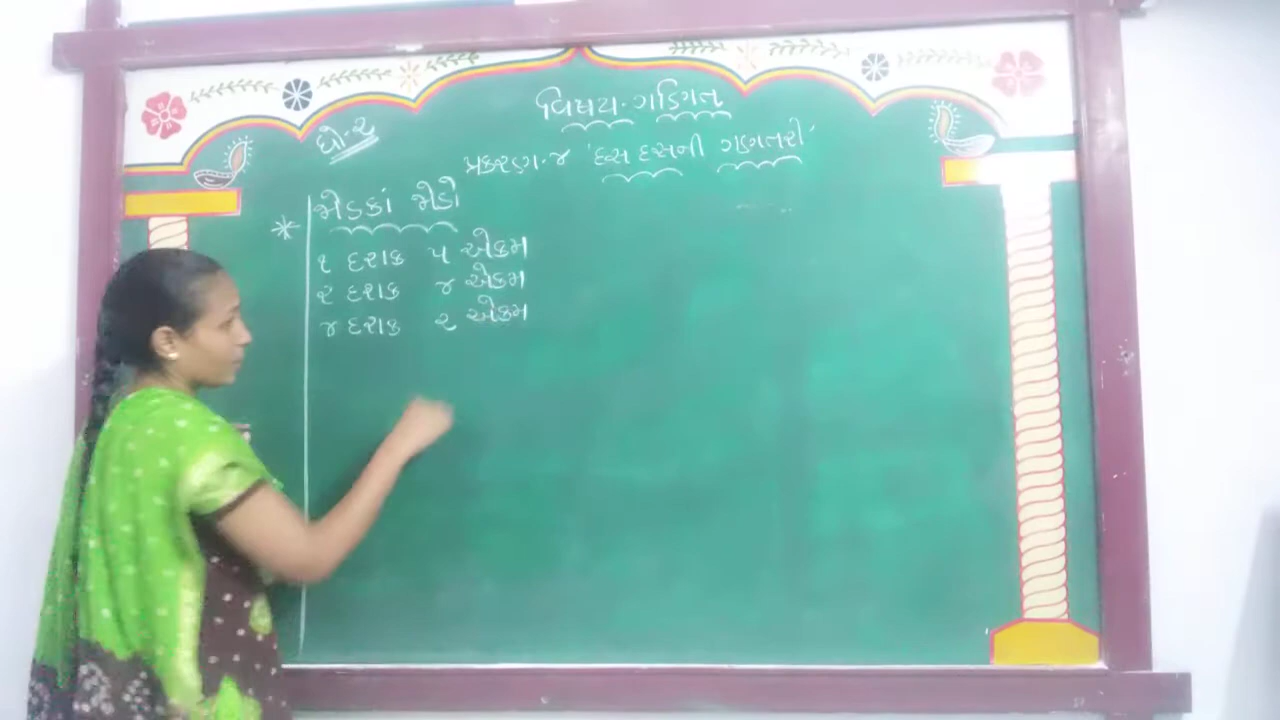 વિષય-ગણિત
ધો-૨
પ્રકરણ-૪ 'દસ દસની ગણતરી'
* જોડકાં જોડો
૧ દશક ૫ એકમ
૨ દશક ૪ એકમ
૪ દશક ૨ એકમ